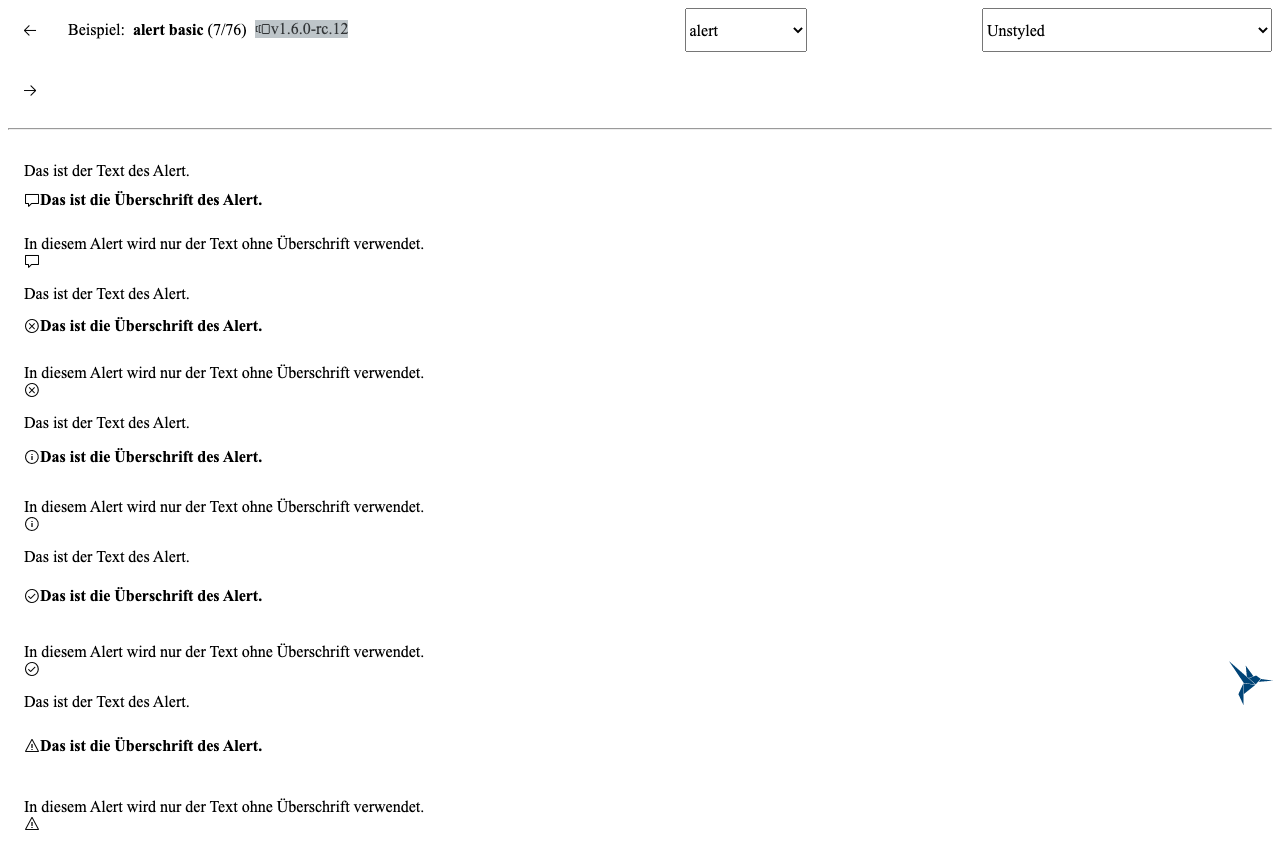 Beispiel: alert basic (7/76) v1.6.0-rc.12 alert Unstyled
Das ist der Text des Alert.
Das ist die Überschrift des Alert.
In diesem Alert wird nur der Text ohne Überschrift verwendet.
Das ist der Text des Alert.
Das ist die Überschrift des Alert.
In diesem Alert wird nur der Text ohne Überschrift verwendet.
Das ist der Text des Alert.
Das ist die Überschrift des Alert.
In diesem Alert wird nur der Text ohne Überschrift verwendet.
Das ist der Text des Alert.
Das ist die Überschrift des Alert.
In diesem Alert wird nur der Text ohne Überschrift verwendet.
Das ist der Text des Alert.
Das ist die Überschrift des Alert.
In diesem Alert wird nur der Text ohne Überschrift verwendet.